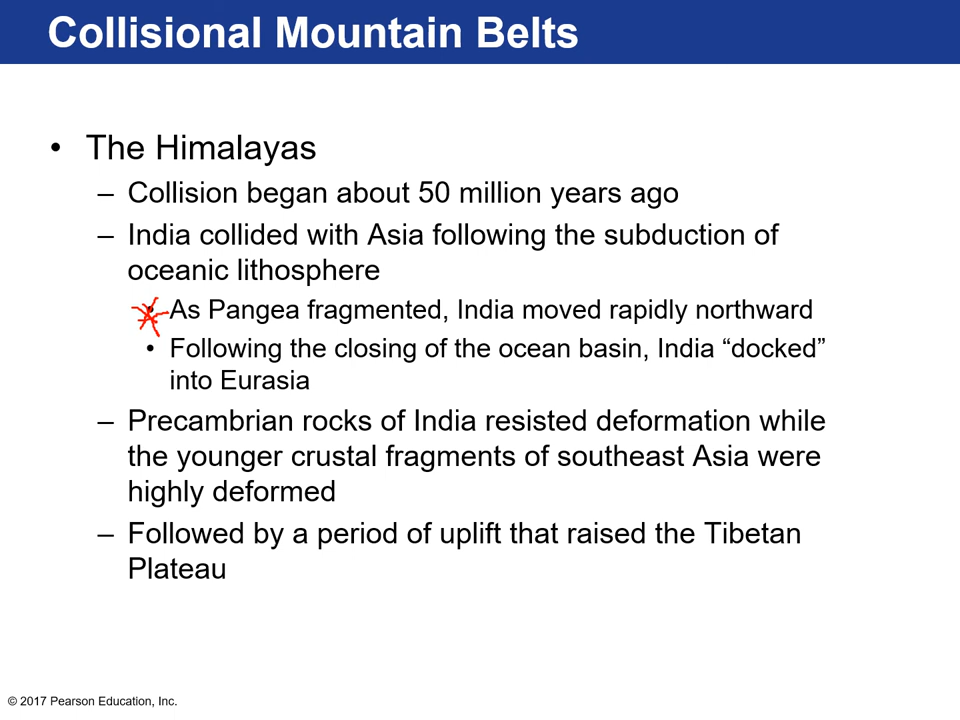 Collisional Mountain Belts
• The Himalayas
– Collision began about 50 million years ago
– India collided with Asia following the subduction of
oceanic lithosphere
• As Pangea fragmented, India moved rapidly northward
• Following the closing of the ocean basin, India “docked”
into Eurasia
– Precambrian rocks of India resisted deformation while
the younger crustal fragments of southeast Asia were
highly deformed
– Followed by a period of uplift that raised the Tibetan
Plateau
© 2017 Pearson Education, Inc.